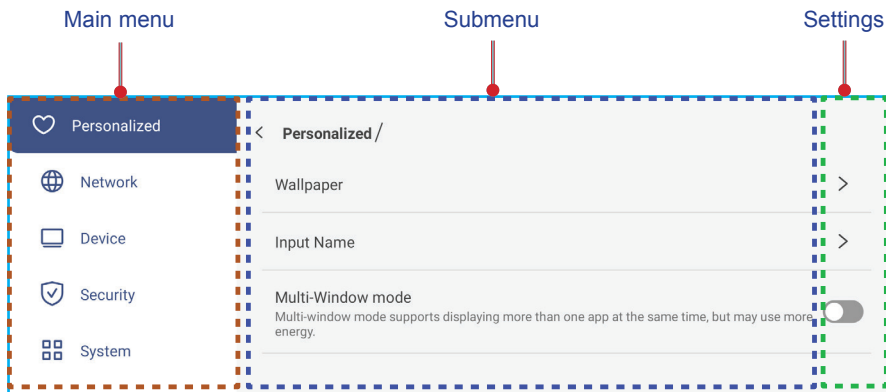 Main menu
Submenu
Settings
Personalized
Network
Device
Security
System
< Personalized /
Wallpaper >
Input Name >
Multi-Window mode
Multi-window mode supports displaying more than one app at the same time, but may use more
energy.